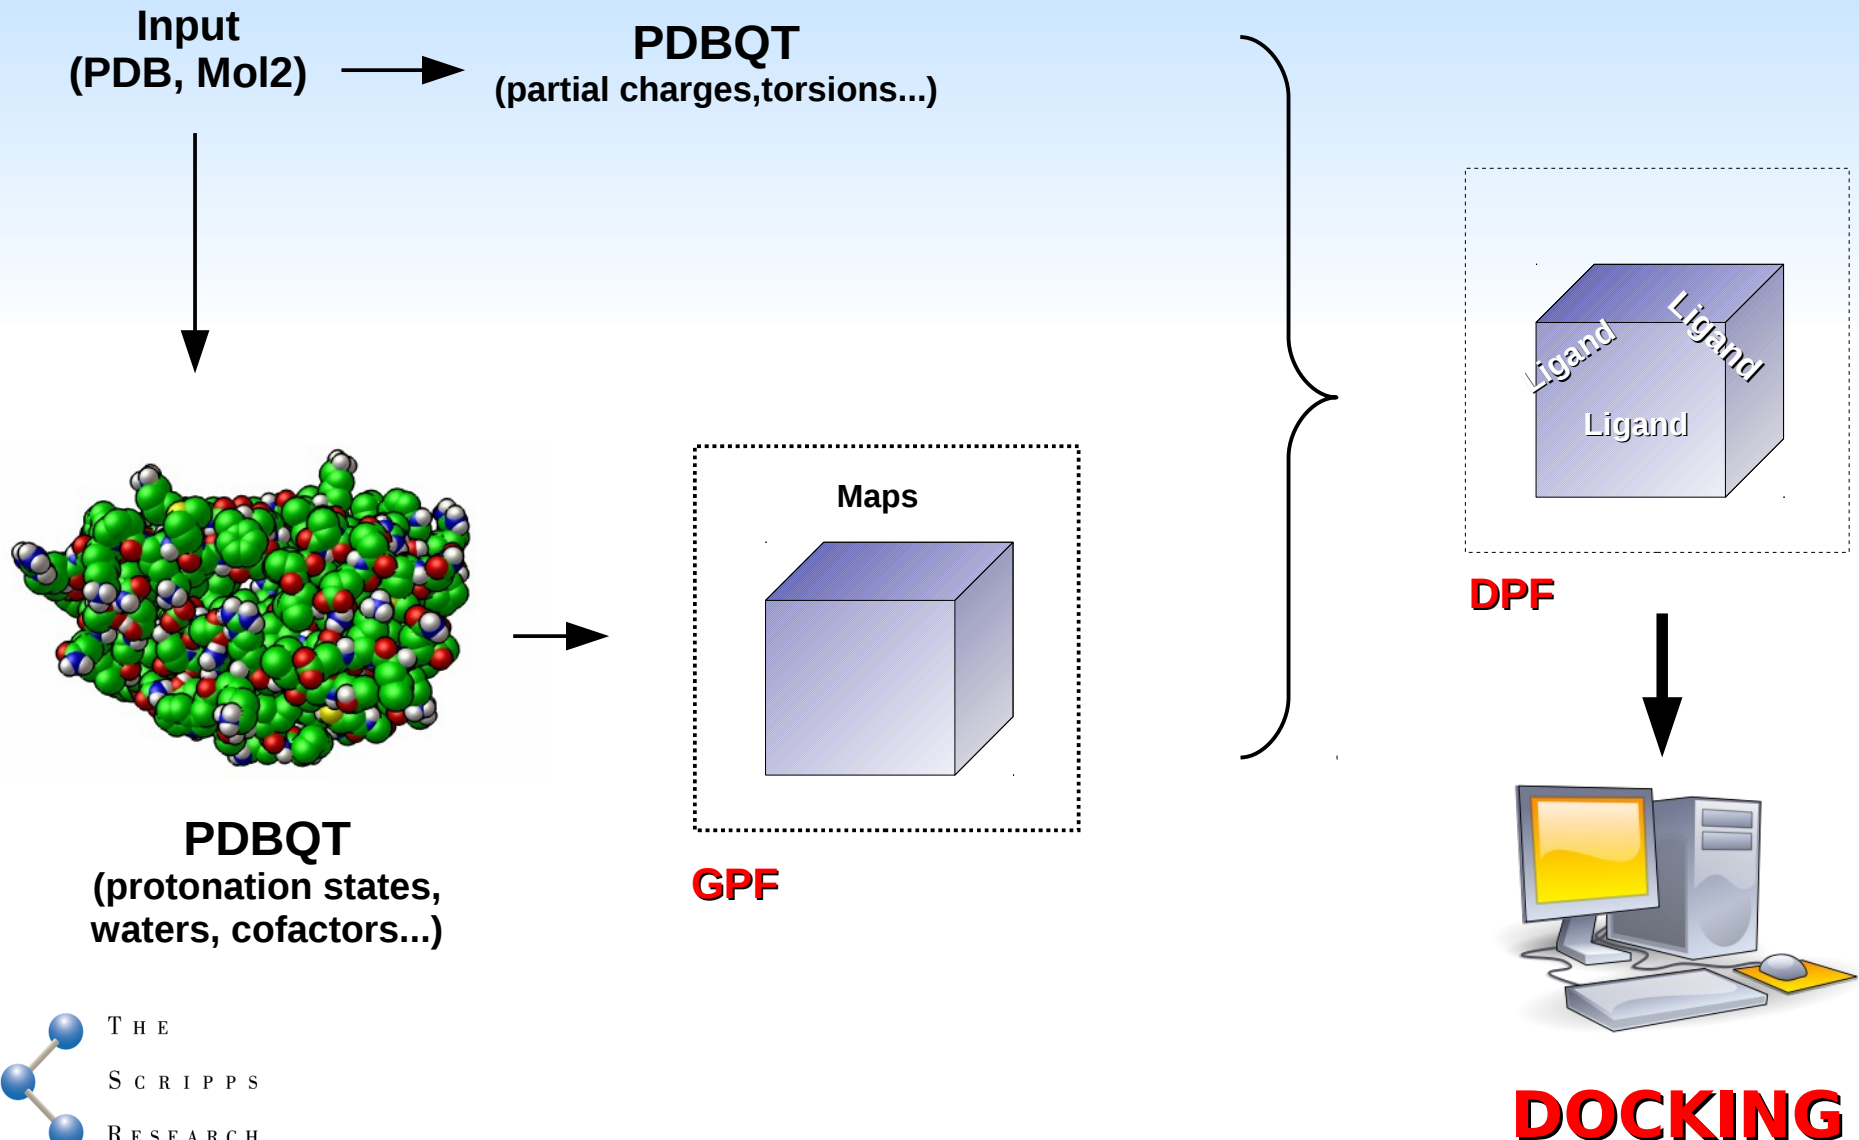 Input
(PDB, Mol2)
PDBQT
(partial charges,torsions...)
Ligand
Ligand
Ligand
Maps
DPF
PDBQT
(protonation states,
waters, cofactors...)
GPF
THE
SCRIPPS
RESEARCH
DOCKING